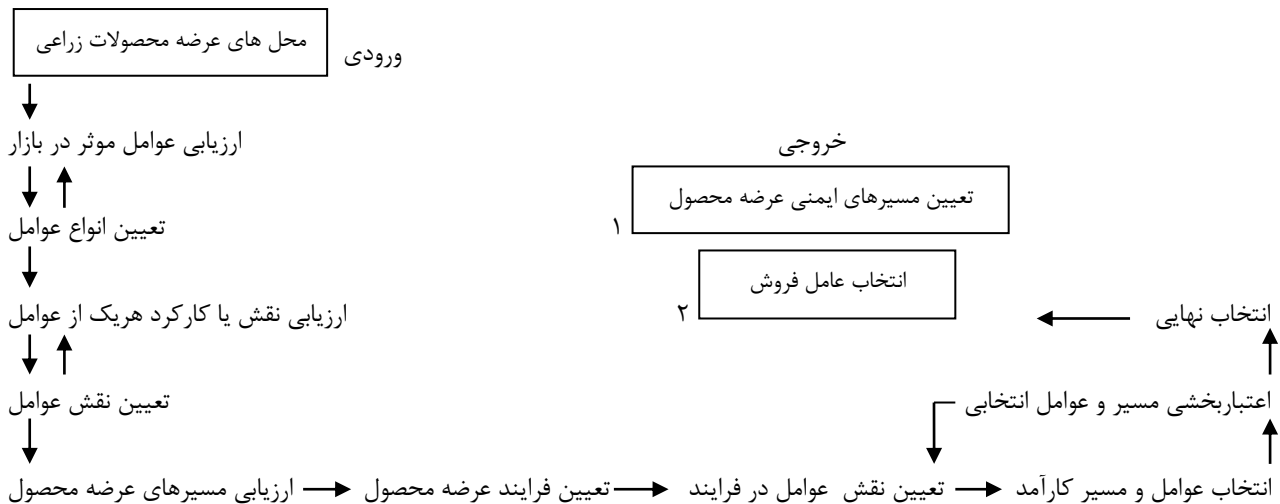 محل های عرضه محصولات زراعی
ورودی
ارزیابی عوامل موثر در بازار
تعیین انواع عوامل
ارزیابی نقش یا کارکرد هریک از عوامل
تعیین نقش عوامل
ارزیابی مسیرهای عرضه محصول
تعیین فرایند عرضه محصول
تعیین نقش عوامل در فرایند
انتخاب عوامل و مسیر کارآمد
اعتباربخشی مسیر و عوامل انتخابی
انتخاب نهایی
خروجی
تعیین مسیرهای ایمنی عرضه محصول
۱
انتخاب عامل فروش
۲